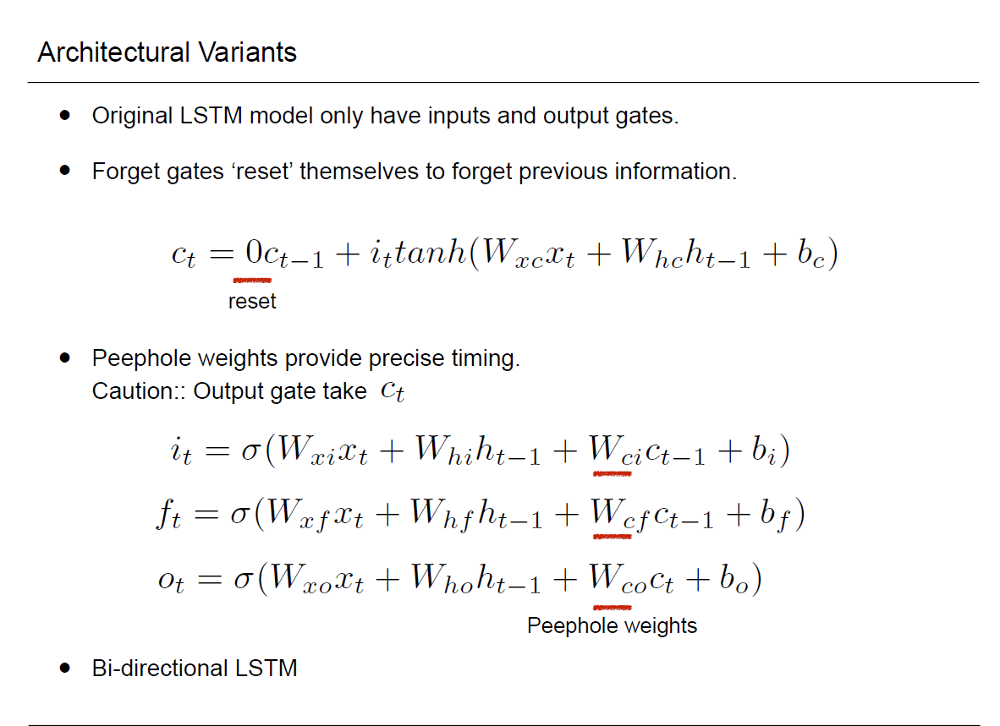 Architectural Variants
• Original LSTM model only have inputs and output gates.
• Forget gates ‘reset’ themselves to forget previous information.
$c_t = 0c_{t-1} + i_t tanh(W_{xc}x_t + W_{hc}h_{t-1} + b_c)$
reset
• Peephole weights provide precise timing.
Caution:: Output gate take $c_t$
$i_t = \sigma(W_{xi}x_t + W_{hi}h_{t-1} + W_{ci}c_{t-1} + b_i)$
$f_t = \sigma(W_{xf}x_t + W_{hf}h_{t-1} + W_{cf}c_{t-1} + b_f)$
$o_t = \sigma(W_{xo}x_t + W_{ho}h_{t-1} + W_{co}c_t + b_o)$
Peephole weights
• Bi-directional LSTM